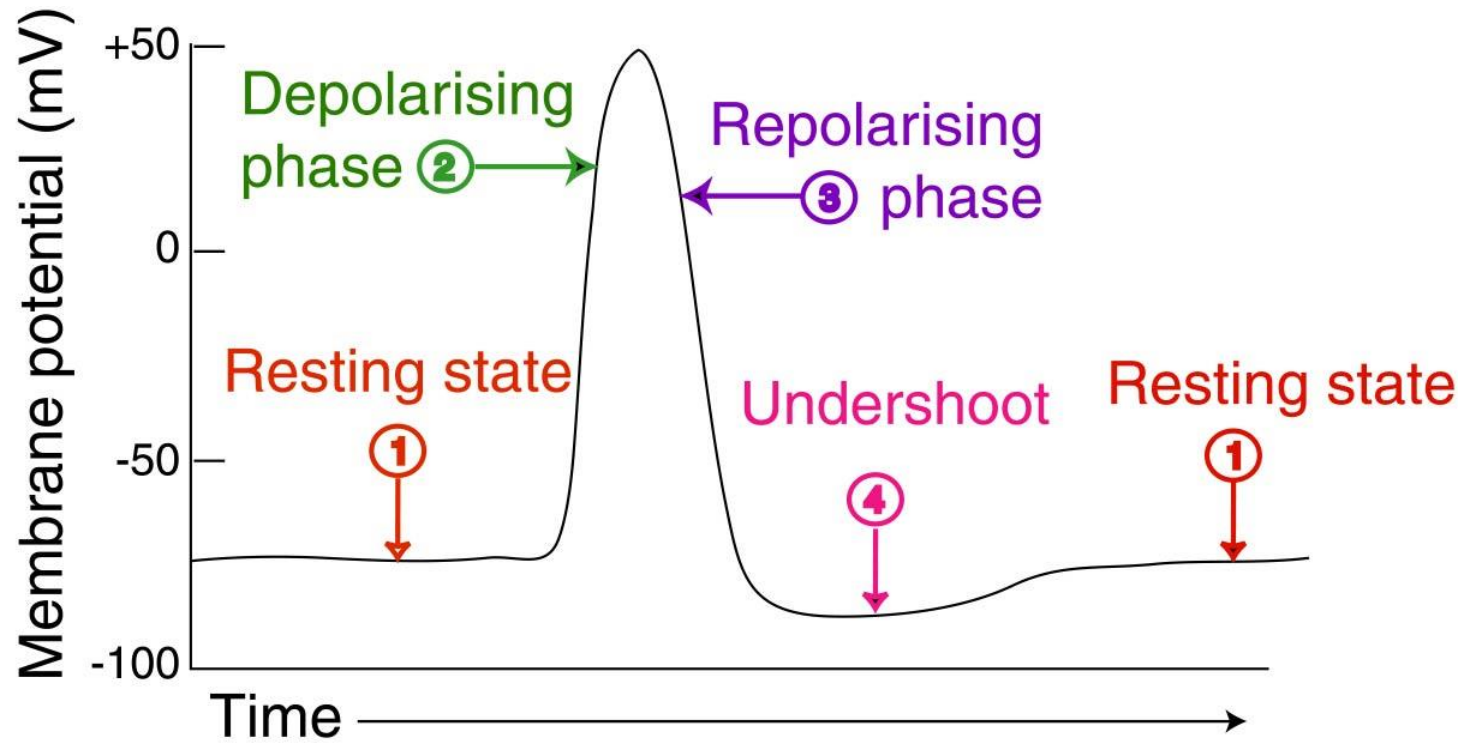 Membrane potential (mV)
+50
0
-50
-100
Depolarising
phase 2
Repolarising
3 phase
Resting state
1
Undershoot
4
Resting state
1
Time